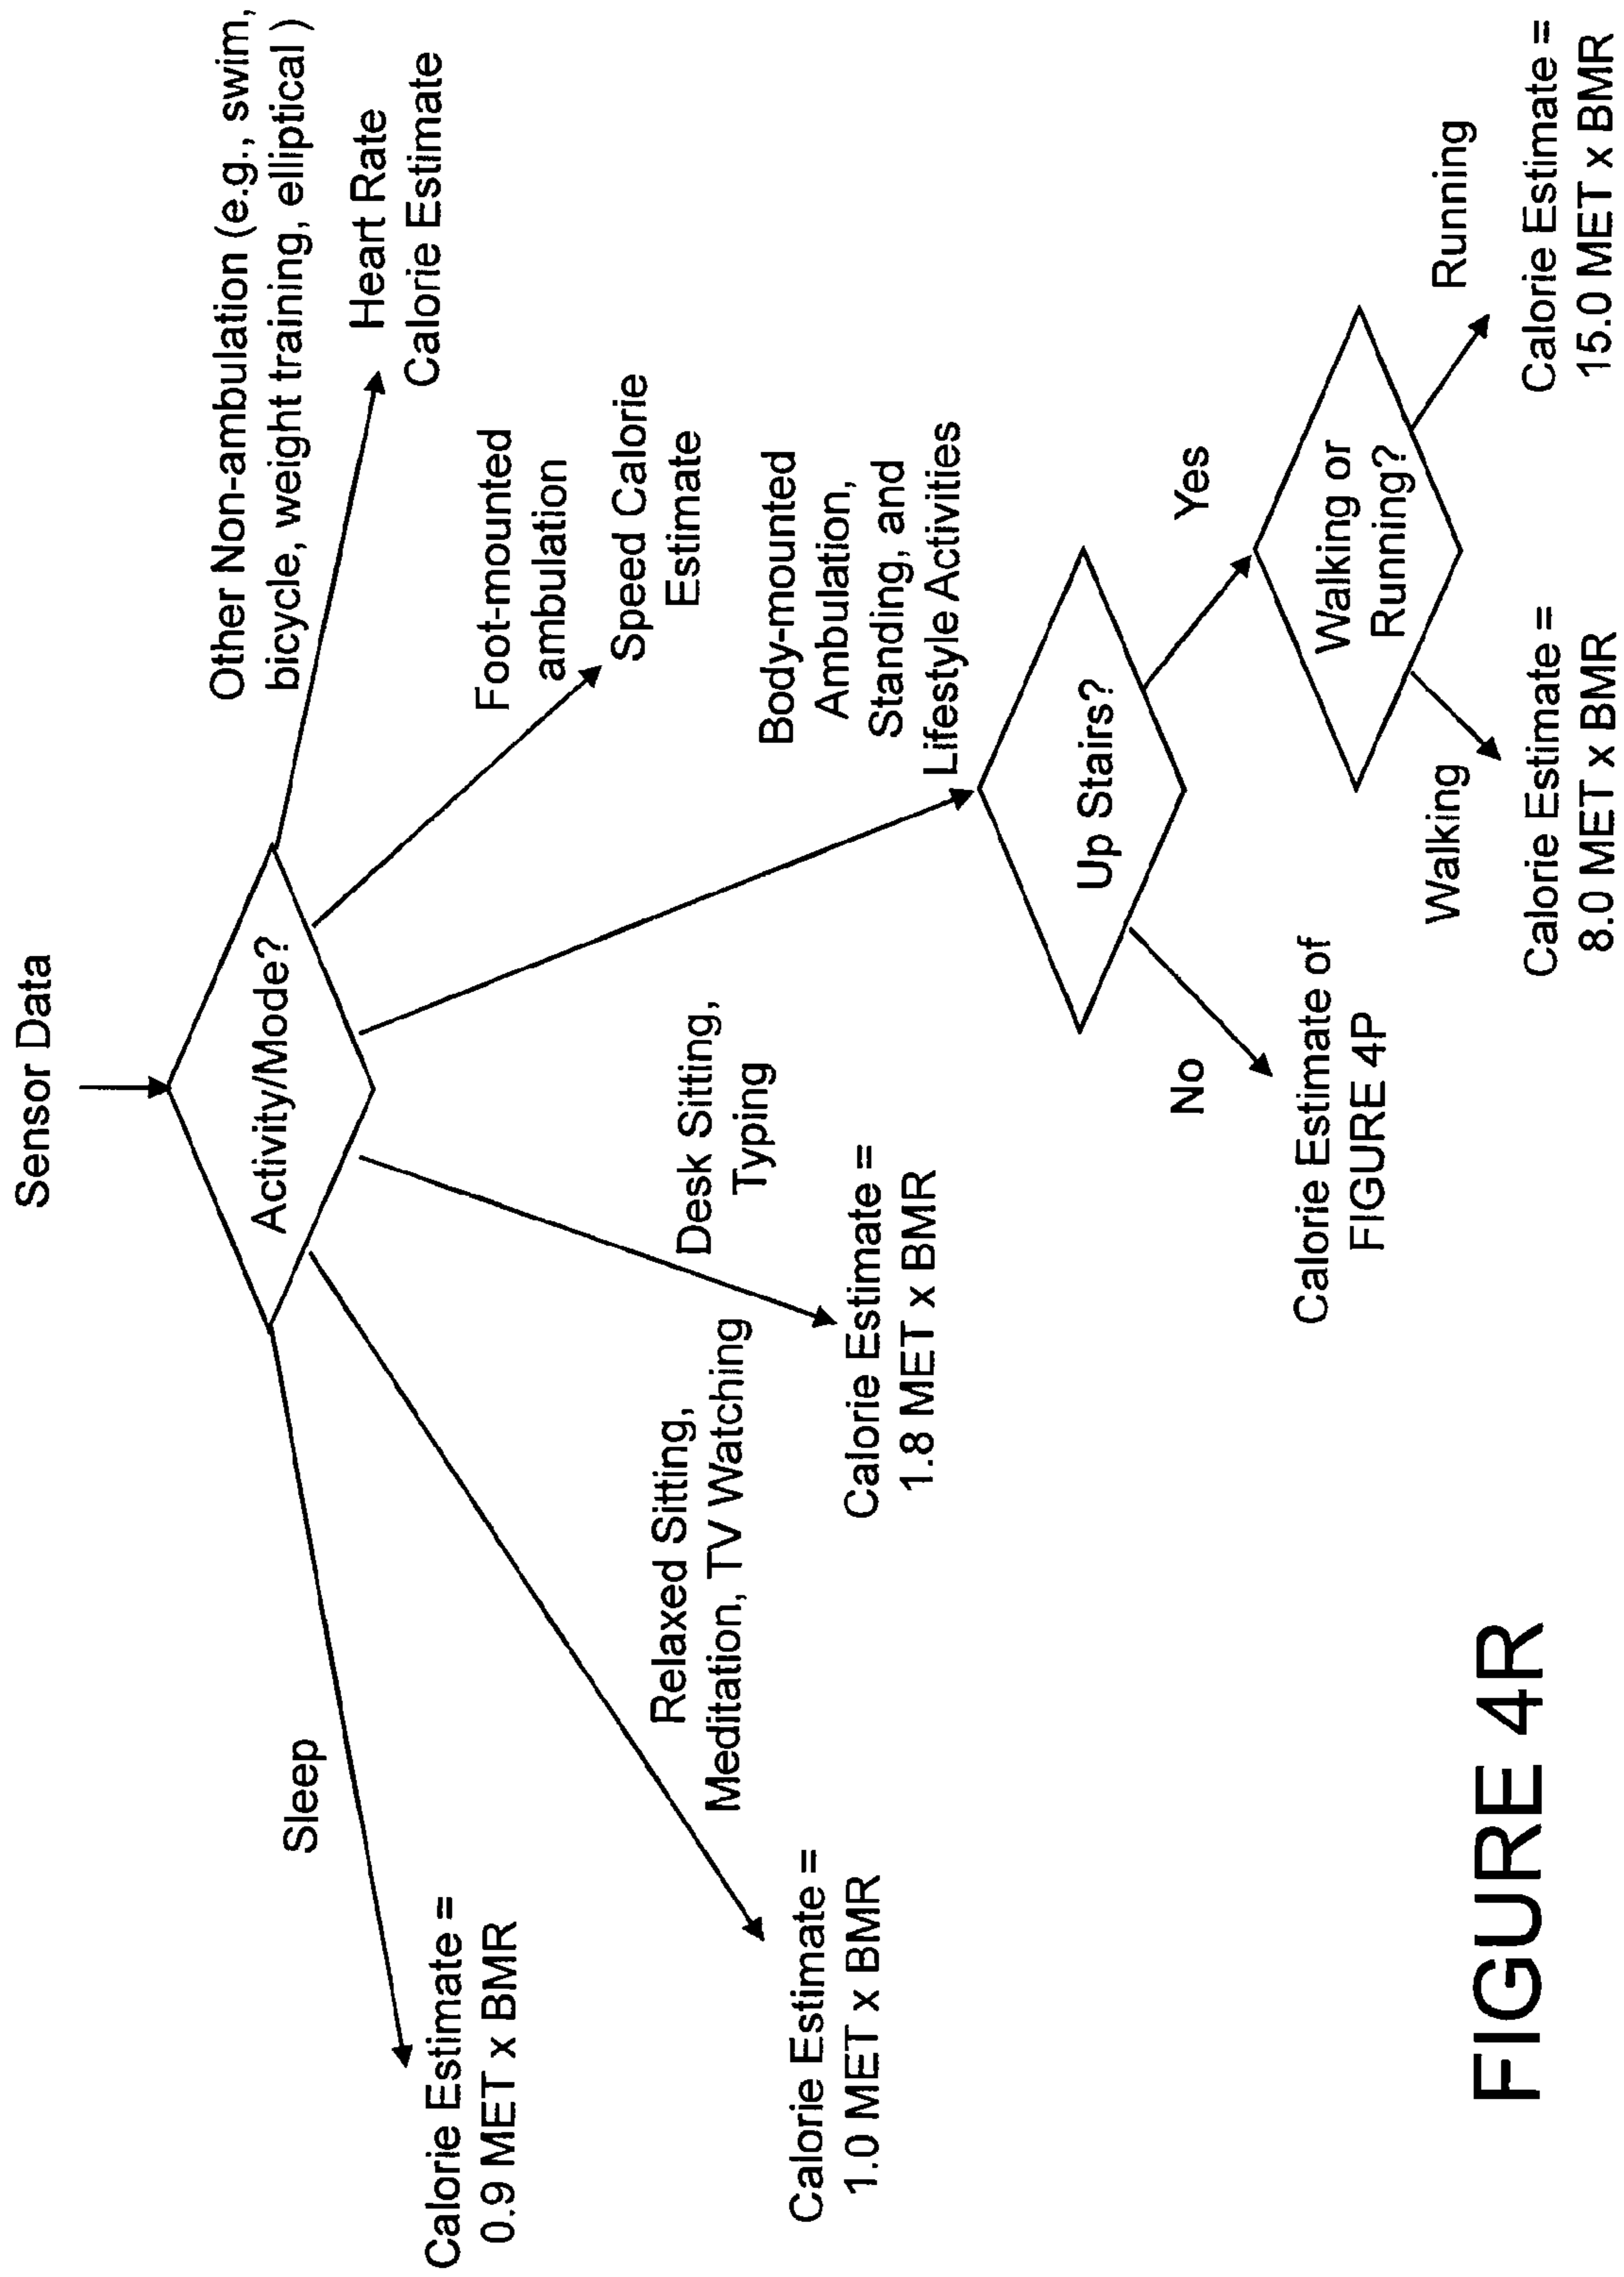 Sensor Data
Activity/Mode?
Other Non-ambulation (e.g., swim,
bicycle, weight training, elliptical )
Heart Rate
Calorie Estimate
Foot-mounted
ambulation
Speed Calorie
Estimate
Body-mounted
Ambulation,
Standing, and
Lifestyle Activities
Sleep
Calorie Estimate =
0.9 MET x BMR
Relaxed Sitting,
Meditation, TV Watching
Calorie Estimate =
1.0 MET x BMR
Desk Sitting,
Typing
Calorie Estimate =
1.8 MET x BMR
Up Stairs?
No
Calorie Estimate of
FIGURE 4P
Yes
Walking or
Running?
Walking
Calorie Estimate =
8.0 MET x BMR
Running
Calorie Estimate =
15.0 MET x BMR
FIGURE 4R